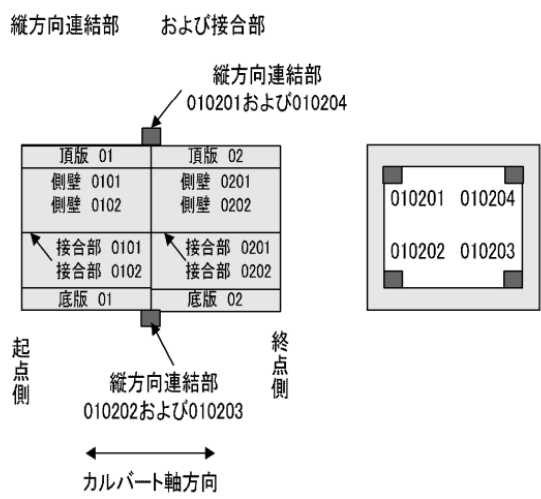 縦方向連結部　および接合部
縦方向連結部
010201および010204
頂版 01
頂版 02
側壁 0101
側壁 0102
側壁 0201
側壁 0202
接合部 0101
接合部 0102
接合部 0201
接合部 0202
底版 01
底版 02
起点側
終点側
縦方向連結部
010202および010203
カルバート軸方向
010201 010204
010202 010203